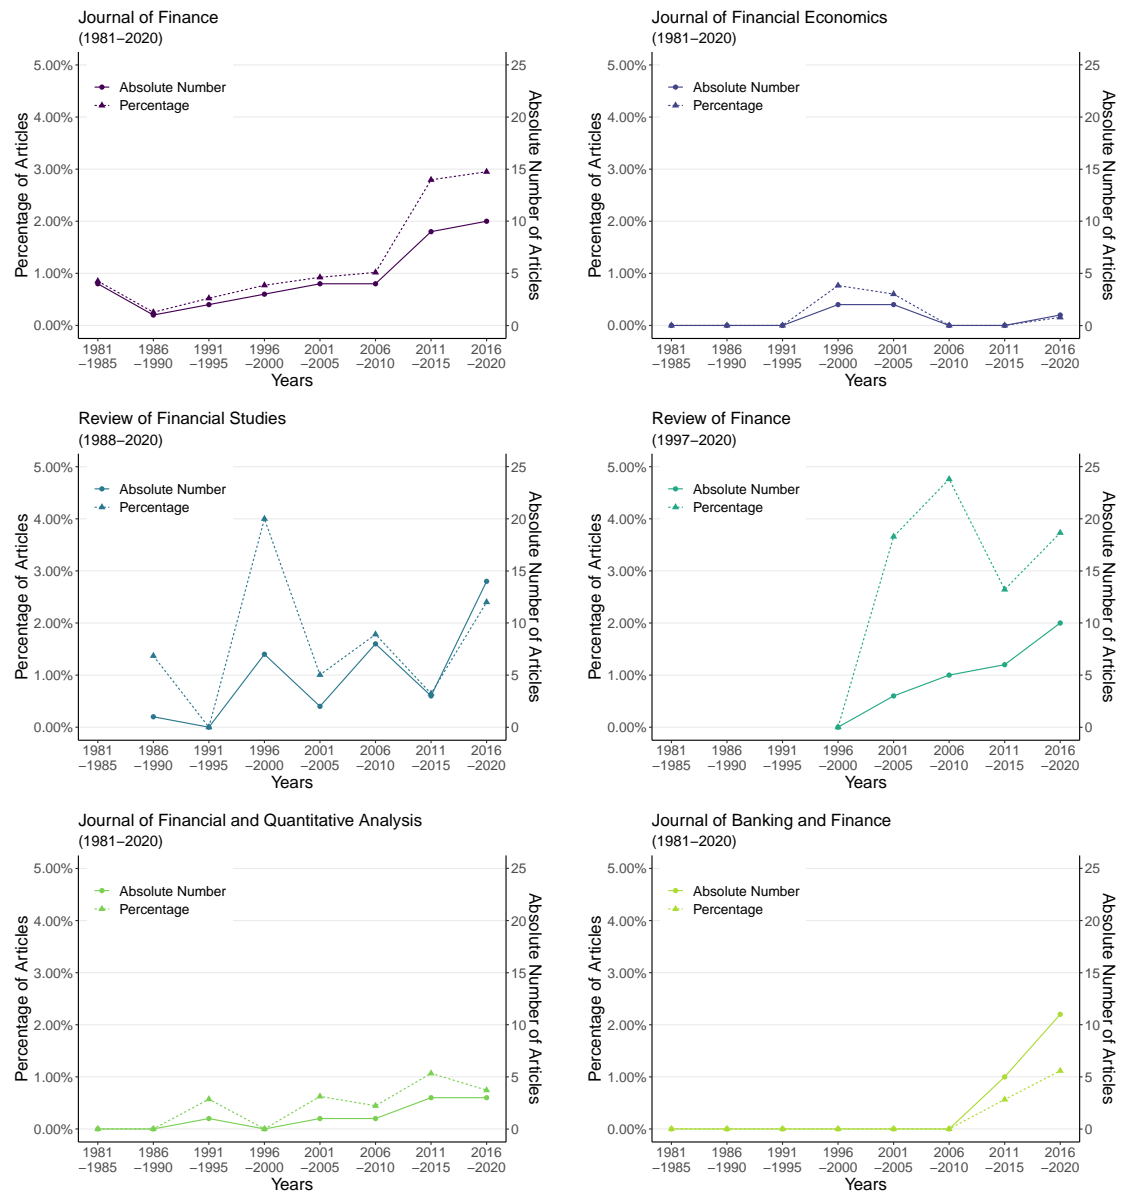 Journal of Finance
(1981−2020)
Absolute Number
Percentage
Percentage of Articles
5.00%
4.00%
3.00%
2.00%
1.00%
0.00%
Absolute Number of Articles
25
20
15
10
5
0
1981 1986 1991 1996 2001 2006 2011 2016
−1985 −1990 −1995 −2000 −2005 −2010 −2015 −2020
Years
Journal of Financial Economics
(1981−2020)
Absolute Number
Percentage
Percentage of Articles
5.00%
4.00%
3.00%
2.00%
1.00%
0.00%
Absolute Number of Articles
25
20
15
10
5
0
1981 1986 1991 1996 2001 2006 2011 2016
−1985 −1990 −1995 −2000 −2005 −2010 −2015 −2020
Years
Review of Financial Studies
(1988−2020)
Absolute Number
Percentage
Percentage of Articles
5.00%
4.00%
3.00%
2.00%
1.00%
0.00%
Absolute Number of Articles
25
20
15
10
5
0
1981 1986 1991 1996 2001 2006 2011 2016
−1985 −1990 −1995 −2000 −2005 −2010 −2015 −2020
Years
Review of Finance
(1997−2020)
Absolute Number
Percentage
Percentage of Articles
5.00%
4.00%
3.00%
2.00%
1.00%
0.00%
Absolute Number of Articles
25
20
15
10
5
0
1981 1986 1991 1996 2001 2006 2011 2016
−1985 −1990 −1995 −2000 −2005 −2010 −2015 −2020
Years
Journal of Financial and Quantitative Analysis
(1981−2020)
Absolute Number
Percentage
Percentage of Articles
5.00%
4.00%
3.00%
2.00%
1.00%
0.00%
Absolute Number of Articles
25
20
15
10
5
0
1981 1986 1991 1996 2001 2006 2011 2016
−1985 −1990 −1995 −2000 −2005 −2010 −2015 −2020
Years
Journal of Banking and Finance
(1981−2020)
Absolute Number
Percentage
Percentage of Articles
5.00%
4.00%
3.00%
2.00%
1.00%
0.00%
Absolute Number of Articles
25
20
15
10
5
0
1981 1986 1991 1996 2001 2006 2011 2016
−1985 −1990 −1995 −2000 −2005 −2010 −2015 −2020
Years